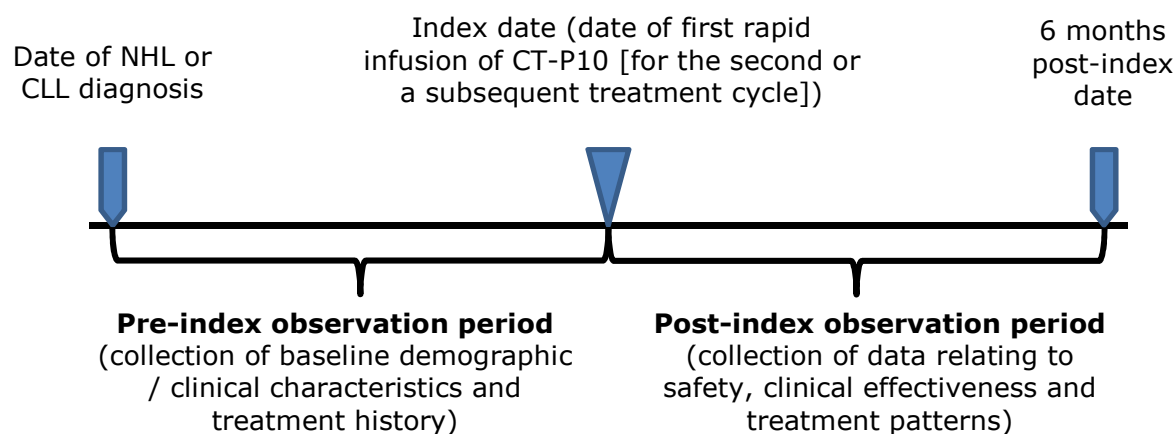 Date of NHL or
CLL diagnosis
Index date (date of first rapid
infusion of CT-P10 [for the second or
a subsequent treatment cycle])
6 months
post-index
date
Pre-index observation period
(collection of baseline demographic
/ clinical characteristics and
treatment history)
Post-index observation period
(collection of data relating to
safety, clinical effectiveness and
treatment patterns)